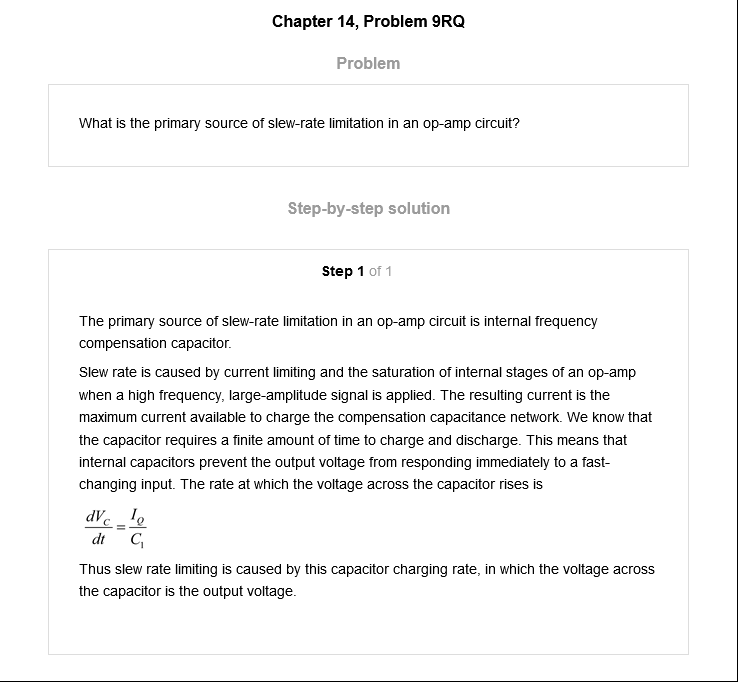 Chapter 14, Problem 9RQ
Problem
What is the primary source of slew-rate limitation in an op-amp circuit?
Step-by-step solution
Step 1 of 1
The primary source of slew-rate limitation in an op-amp circuit is internal frequency
compensation capacitor.
Slew rate is caused by current limiting and the saturation of internal stages of an op-amp
when a high frequency, large-amplitude signal is applied. The resulting current is the
maximum current available to charge the compensation capacitance network. We know that
the capacitor requires a finite amount of time to charge and discharge. This means that
internal capacitors prevent the output voltage from responding immediately to a fast-
changing input. The rate at which the voltage across the capacitor rises is
dV_C/dt = I_Q/C_1
Thus slew rate limiting is caused by this capacitor charging rate, in which the voltage across
the capacitor is the output voltage.